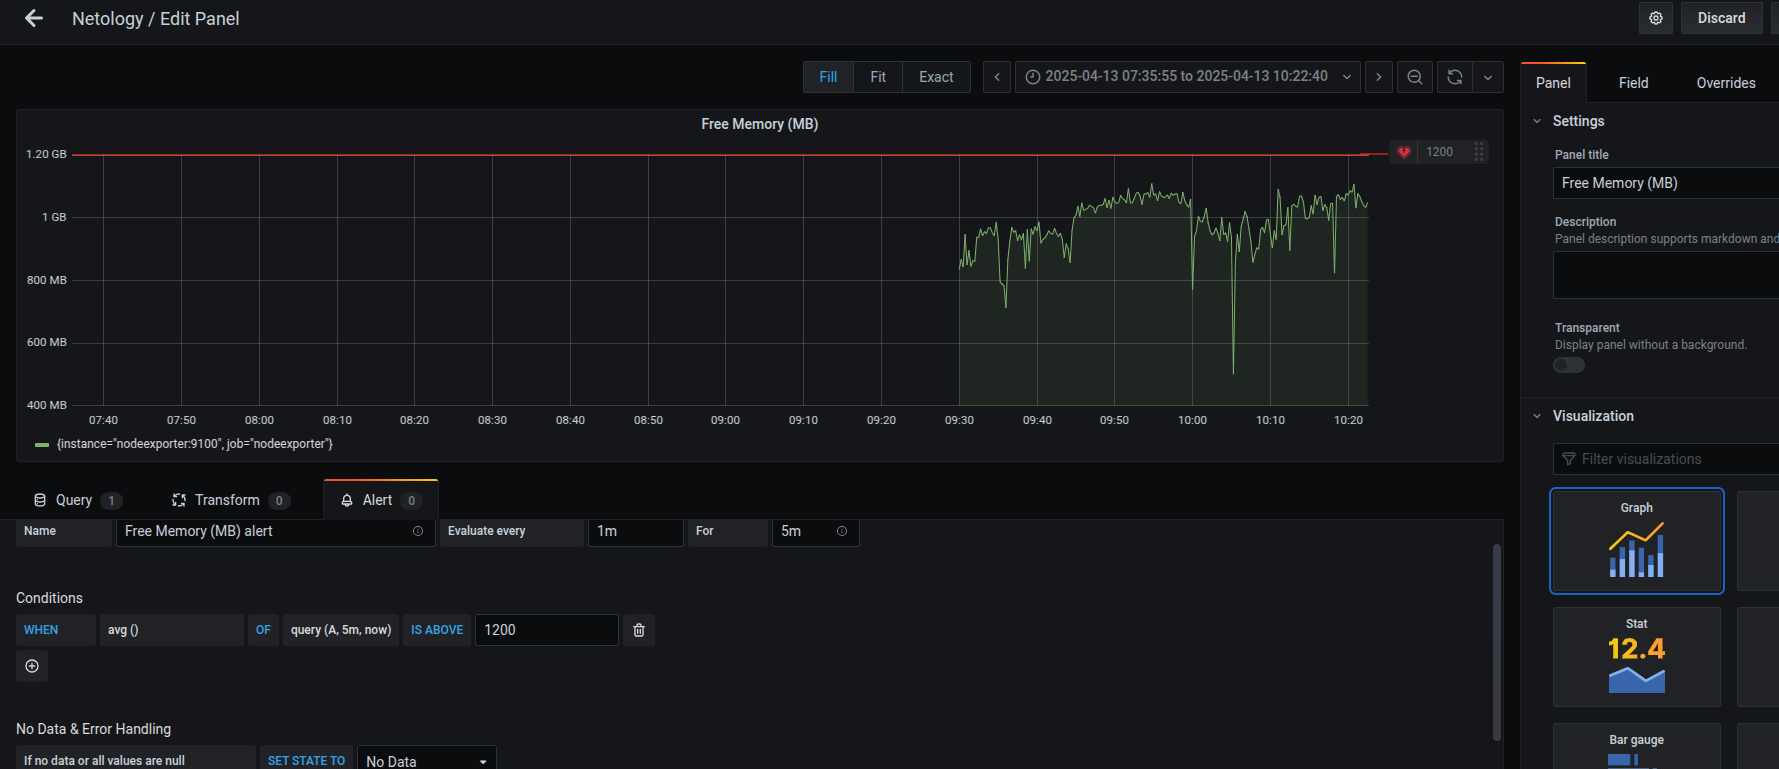 Netology / Edit Panel
Discard
Fill Fit Exact 2025-04-13 07:35:55 to 2025-04-13 10:22:40
Panel Field Overrides
Free Memory (MB)
1.20 GB
1200
1 GB
800 MB
600 MB
400 MB
07:40 07:50 08:00 08:10 08:20 08:30 08:40 08:50 09:00 09:10 09:20 09:30 09:40 09:50 10:00 10:10 10:20
{instance="nodeexporter:9100", job="nodeexporter"}
Query 1 Transform 0 Alert 0
Name Free Memory (MB) alert Evaluate every 1m For 5m
Conditions
WHEN avg () OF query (A, 5m, now) IS ABOVE 1200
No Data & Error Handling
If no data or all values are null SET STATE TO No Data
Settings
Panel title
Free Memory (MB)
Description
Panel description supports markdown and
Transparent
Display panel without a background.
Visualization
Filter visualizations
Graph
Stat
12.4
Bar gauge